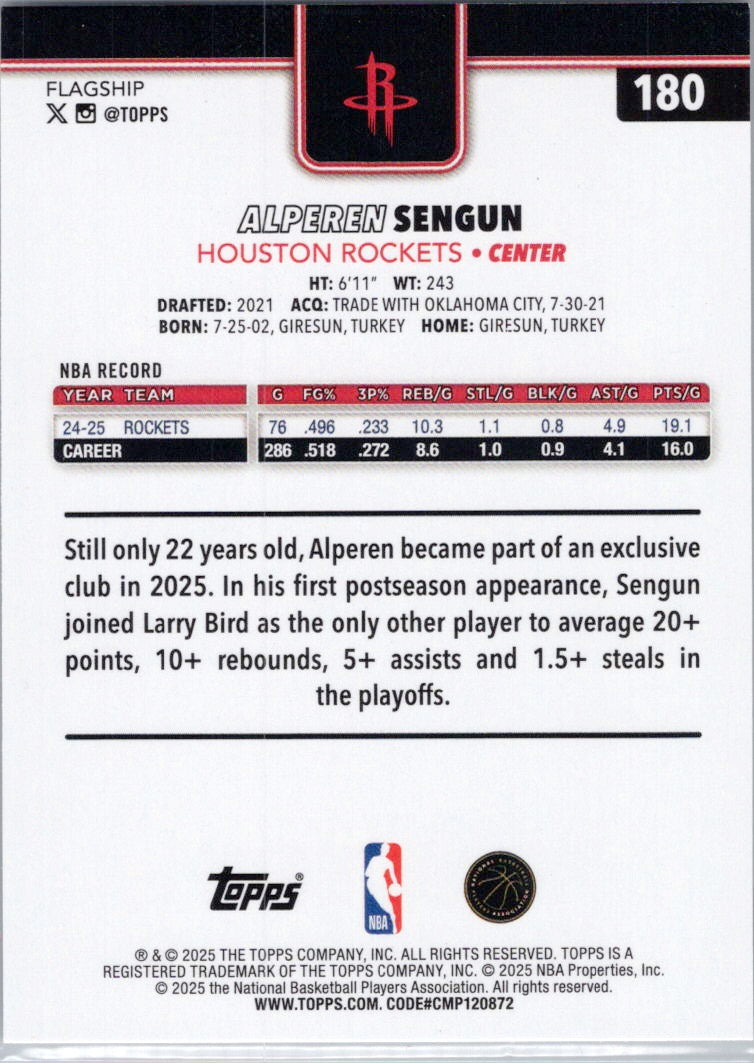 FLAGSHIP
180
@TOPPS
R
ALPEREN SENGUN
HOUSTON ROCKETS • CENTER
HT: 6'11" WT: 243
DRAFTED: 2021 ACQ: TRADE WITH OKLAHOMA CITY, 7-30-21
BORN: 7-25-02, GIRESUN, TURKEY HOME: GIRESUN, TURKEY
NBA RECORD
YEAR TEAM G FG% 3P% REB/G STL/G BLK/G AST/G PTS/G
24-25 ROCKETS 76 .496 .233 10.3 1.1 0.8 4.9 19.1
CAREER 286 .518 .272 8.6 1.0 0.9 4.1 16.0
Still only 22 years old, Alperen became part of an exclusive
club in 2025. In his first postseason appearance, Sengun
joined Larry Bird as the only other player to average 20+
points, 10+ rebounds, 5+ assists and 1.5+ steals in
the playoffs.
Topps®
NBA
NATIONAL BASKETBALL PLAYERS ASSOCIATION
® & © 2025 THE TOPPS COMPANY, INC. ALL RIGHTS RESERVED. TOPPS IS A
REGISTERED TRADEMARK OF THE TOPPS COMPANY, INC. © 2025 NBA Properties, Inc.
© 2025 the National Basketball Players Association. All rights reserved.
WWW.TOPPS.COM. CODE#CMP120872